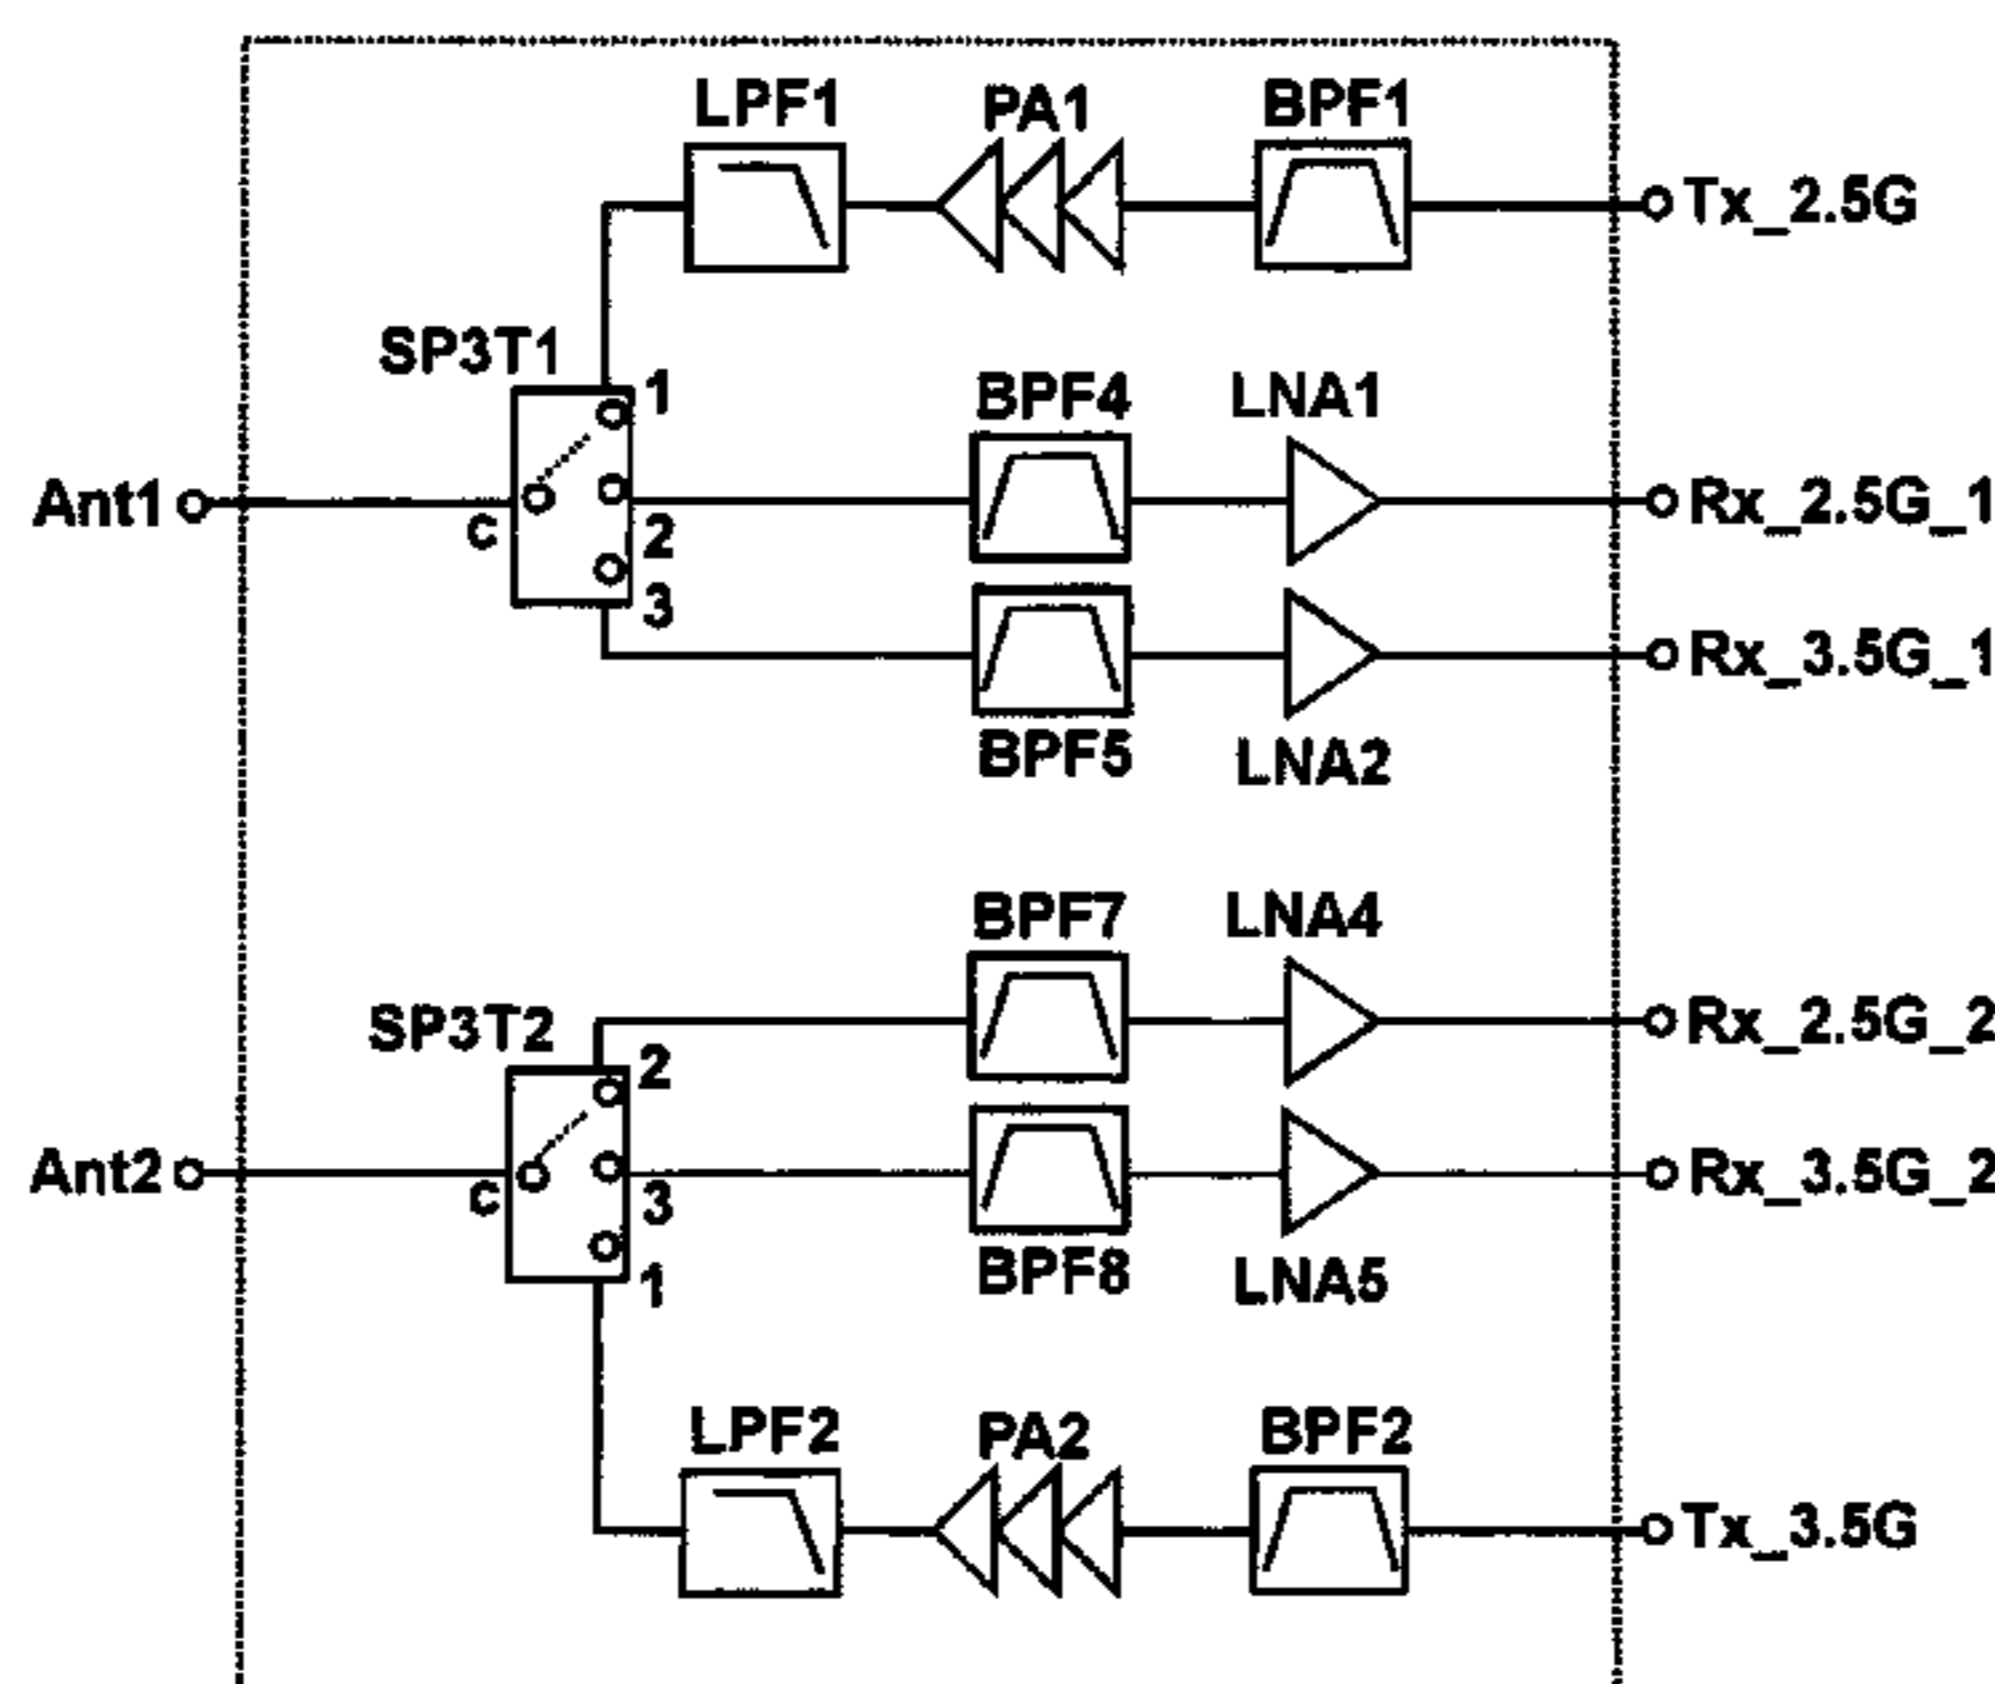 LPF1 PA1 BPF1
Tx_2.5G
SP3T1
1
BPF4 LNA1
Ant1
c
2
Rx_2.5G_1
3
Rx_3.5G_1
BPF5 LNA2
BPF7 LNA4
SP3T2
2
Rx_2.5G_2
Ant2
c
3
Rx_3.5G_2
1
BPF8 LNA5
LPF2 PA2 BPF2
Tx_3.5G